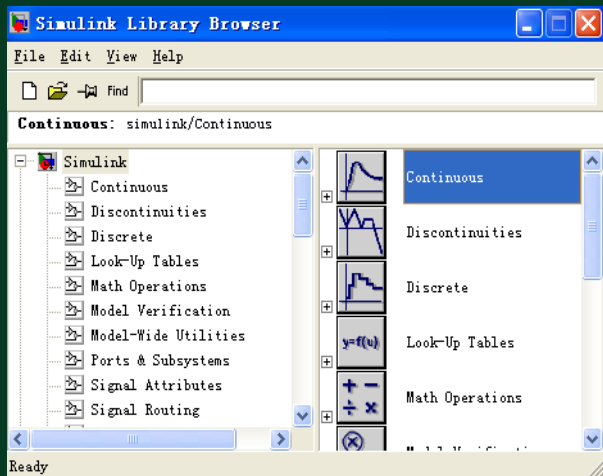 Simulink Library Browser
File Edit View Help
Find
Continuous: simulink/Continuous
Simulink
Continuous
Discontinuities
Discrete
Look-Up Tables
Math Operations
Model Verification
Model-Wide Utilities
Ports & Subsystems
Signal Attributes
Signal Routing
Continuous
Discontinuities
Discrete
y=f(u)
Look-Up Tables
+ −
÷ ×
Math Operations
Ready